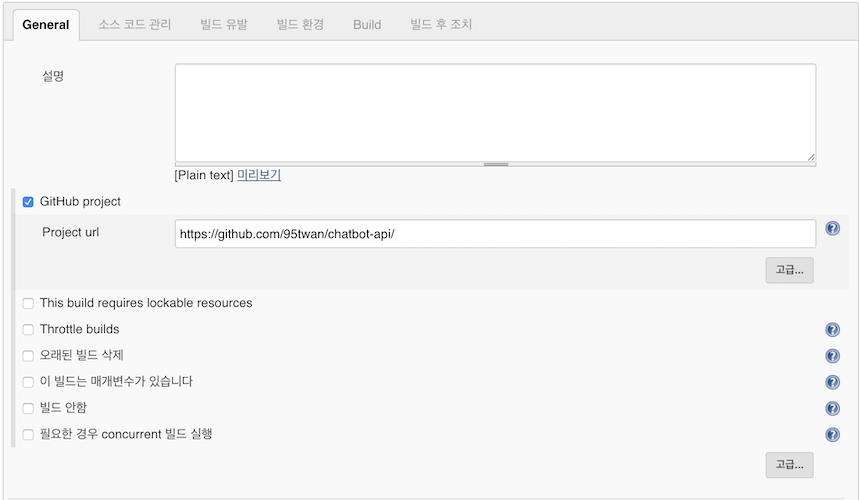 General 소스 코드 관리 빌드 유발 빌드 환경 Build 빌드 후 조치
설명
[Plain text] 미리보기
GitHub project
Project url https://github.com/95twan/chatbot-api/
고급...
This build requires lockable resources
Throttle builds
오래된 빌드 삭제
이 빌드는 매개변수가 있습니다
빌드 안함
필요한 경우 concurrent 빌드 실행
고급...